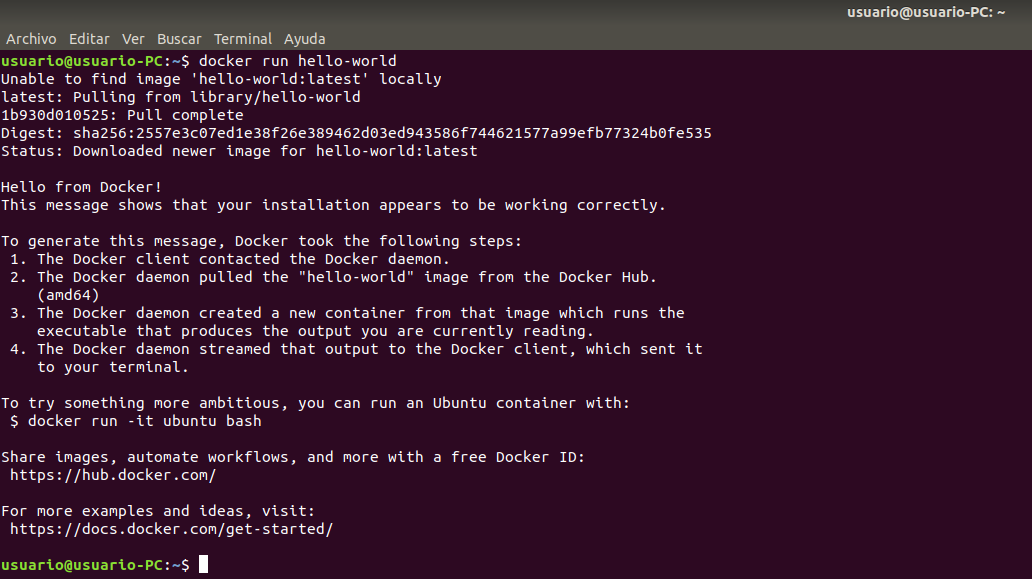 usuario@usuario-PC: ~
Archivo Editar Ver Buscar Terminal Ayuda
usuario@usuario-PC:~$ docker run hello-world
Unable to find image 'hello-world:latest' locally
latest: Pulling from library/hello-world
1b930d010525: Pull complete
Digest: sha256:2557e3c07ed1e38f26e389462d03ed943586f744621577a99efb77324b0fe535
Status: Downloaded newer image for hello-world:latest
Hello from Docker!
This message shows that your installation appears to be working correctly.
To generate this message, Docker took the following steps:
1. The Docker client contacted the Docker daemon.
2. The Docker daemon pulled the "hello-world" image from the Docker Hub.
(amd64)
3. The Docker daemon created a new container from that image which runs the
executable that produces the output you are currently reading.
4. The Docker daemon streamed that output to the Docker client, which sent it
to your terminal.
To try something more ambitious, you can run an Ubuntu container with:
$ docker run -it ubuntu bash
Share images, automate workflows, and more with a free Docker ID:
https://hub.docker.com/
For more examples and ideas, visit:
https://docs.docker.com/get-started/
usuario@usuario-PC:~$